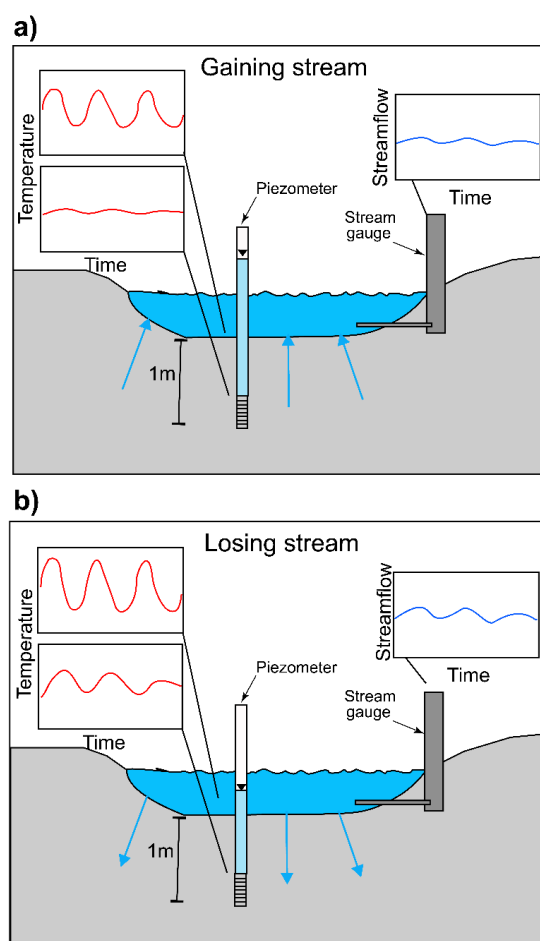 a)
Gaining stream
Temperature
Time
Piezometer
Streamflow
Time
Stream
gauge
1m
b)
Losing stream
Temperature
Time
Piezometer
Streamflow
Time
Stream
gauge
1m